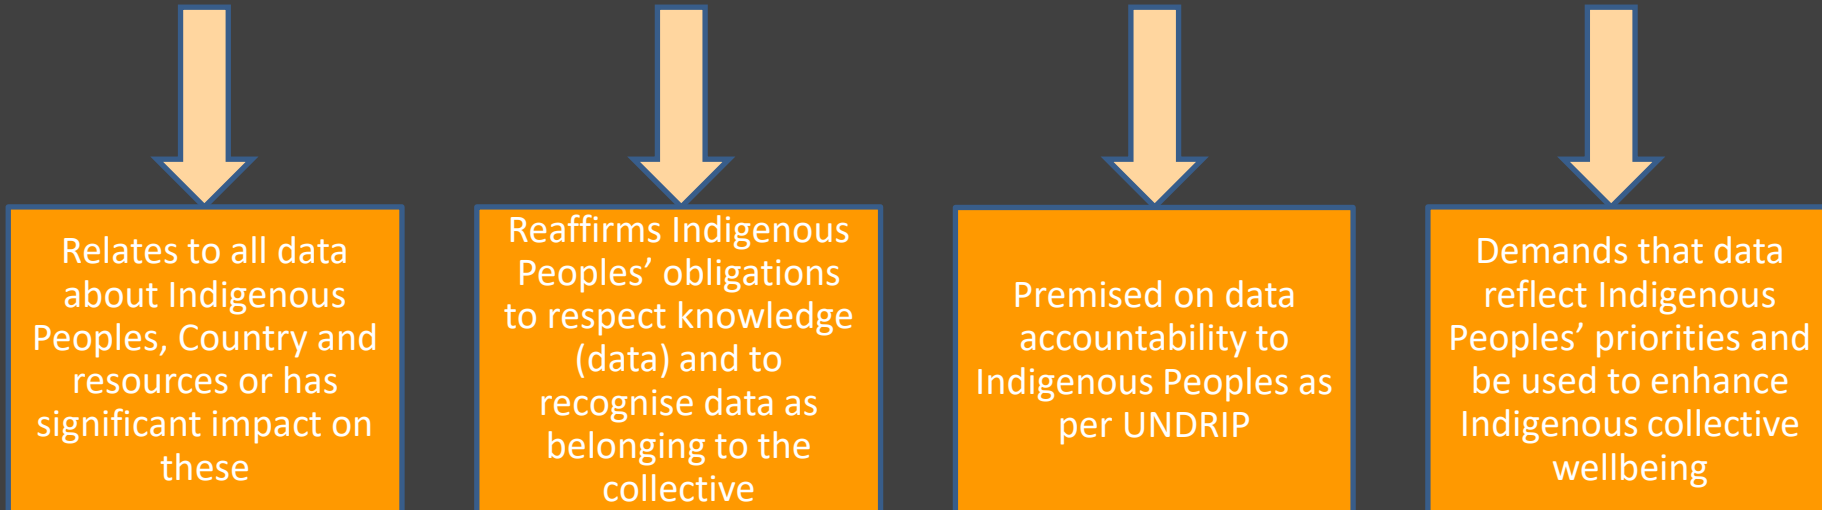 Relates to all data
about Indigenous
Peoples, Country and
resources or has
significant impact on
these
Reaffirms Indigenous
Peoples’ obligations
to respect knowledge
(data) and to
recognise data as
belonging to the
collective
Premised on data
accountability to
Indigenous Peoples as
per UNDRIP
Demands that data
reflect Indigenous
Peoples’ priorities and
be used to enhance
Indigenous collective
wellbeing